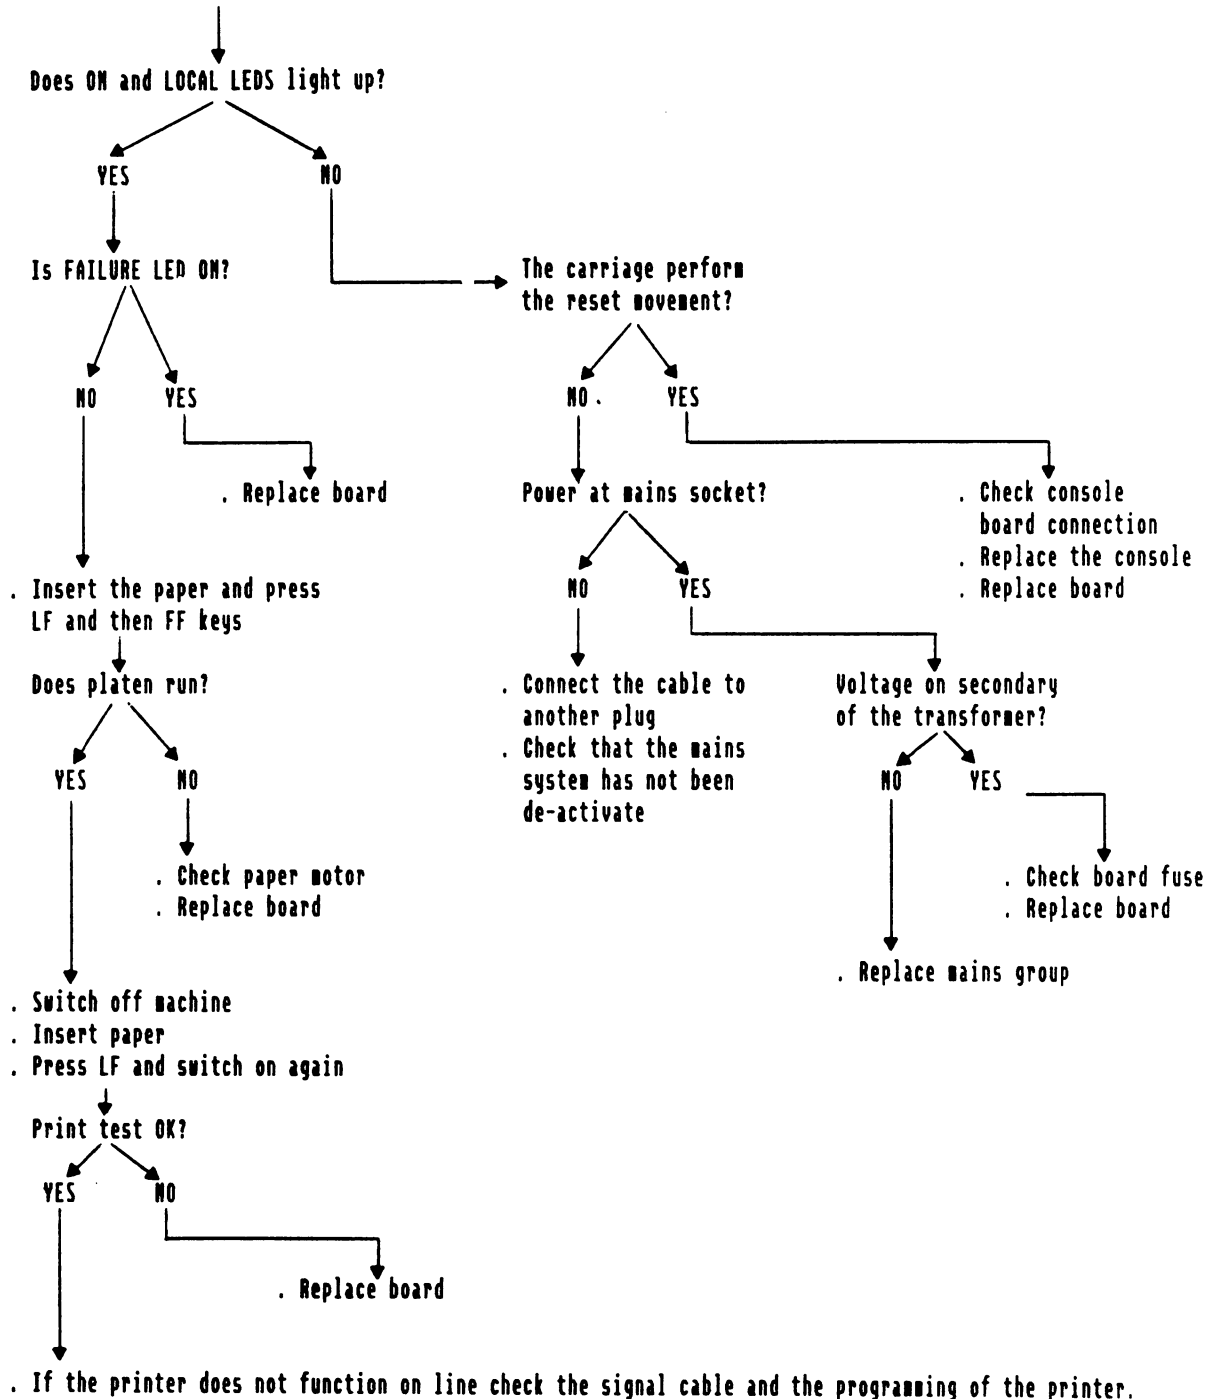 Does ON and LOCAL LEDS light up?
YES
NO
Is FAILURE LED ON?
The carriage perform
the reset movement?
NO
YES
NO.
YES
. Replace board
Power at mains socket?
. Check console
board connection
. Replace the console
. Replace board
NO
YES
. Insert the paper and press
LF and then FF keys
Does platen run?
. Connect the cable to
another plug
. Check that the mains
system has not been
de-activate
Voltage on secondary
of the transformer?
YES
NO
NO
YES
. Check paper motor
. Replace board
. Check board fuse
. Replace board
. Replace mains group
. Switch off machine
. Insert paper
. Press LF and switch on again
Print test OK?
YES
NO
. Replace board
. If the printer does not function on line check the signal cable and the programming of the printer.